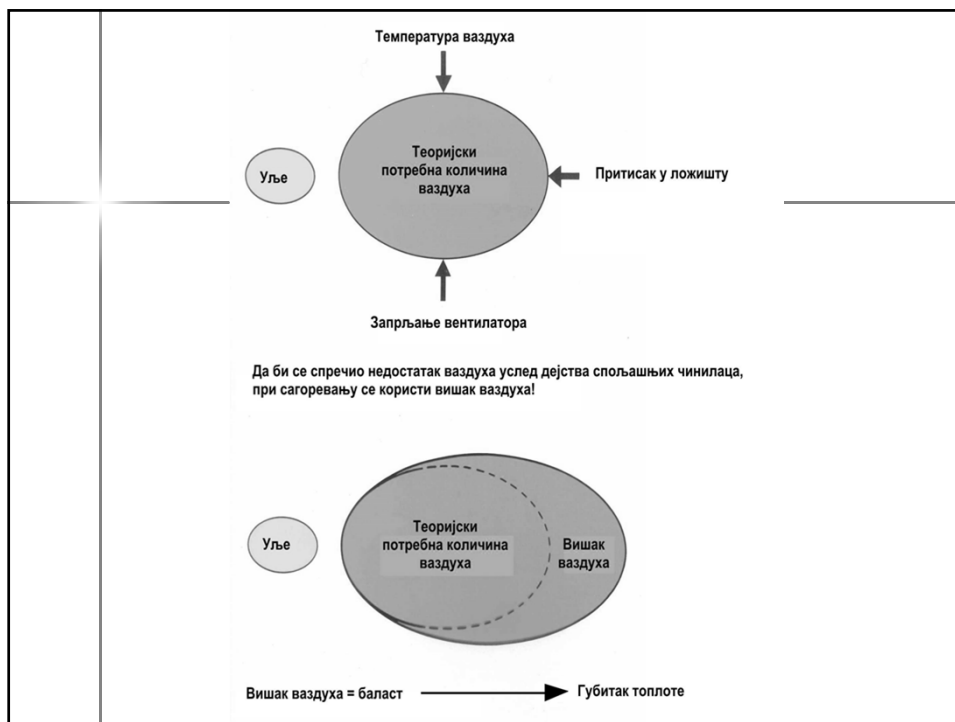 Температура ваздуха
Теоријски
потребна количина
ваздуха
Уље
Притисак у ложишту
Запрљање вентилатора
Да би се спречио недостатак ваздуха услед дејства спољашњих чинилаца,
при сагоревању се користи вишак ваздуха!
Теоријски
потребна количина
ваздуха
Уље
Вишак
ваздуха
Вишак ваздуха = баласт
Губитак топлоте